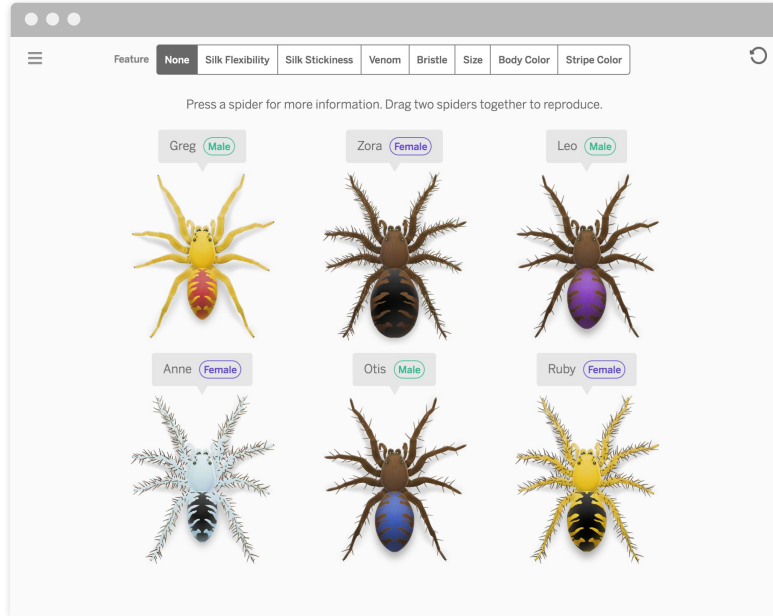 Feature None Silk Flexibility Silk Stickiness Venom Bristle Size Body Color Stripe Color
Press a spider for more information. Drag two spiders together to reproduce.
Greg Male
Zora Female
Leo Male
Anne Female
Otis Male
Ruby Female